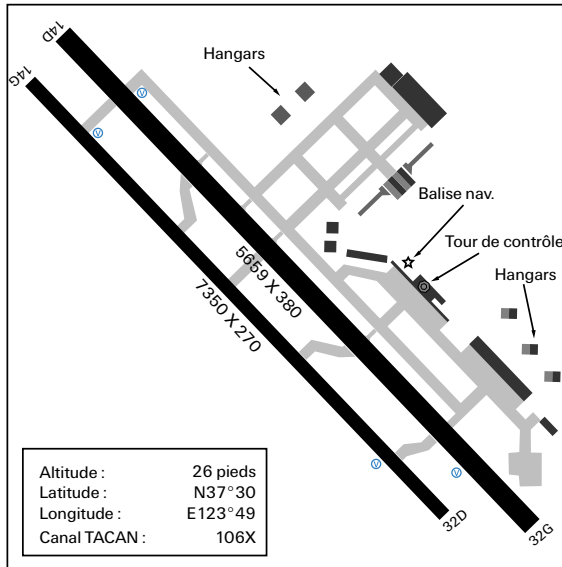 14D
14G
Hangars
Balise nav.
Tour de contrôle
Hangars
5659 X 380
7350 X 270
V
V
V
V
32D
32G
Altitude : 26 pieds
Latitude : N37°30
Longitude : E123°49
Canal TACAN : 106X